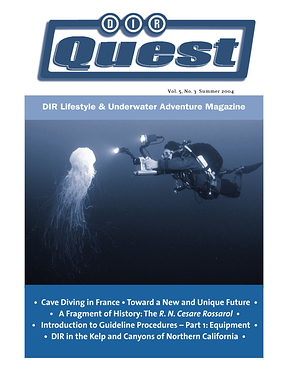 DIR
Quest
Vol. 5, No. 3 Summer 2004
DIR Lifestyle & Underwater Adventure Magazine
• Cave Diving in France • Toward a New and Unique Future •
• A Fragment of History: The R. N. Cesare Rossarol •
• Introduction to Guideline Procedures – Part 1: Equipment •
• DIR in the Kelp and Canyons of Northern California •